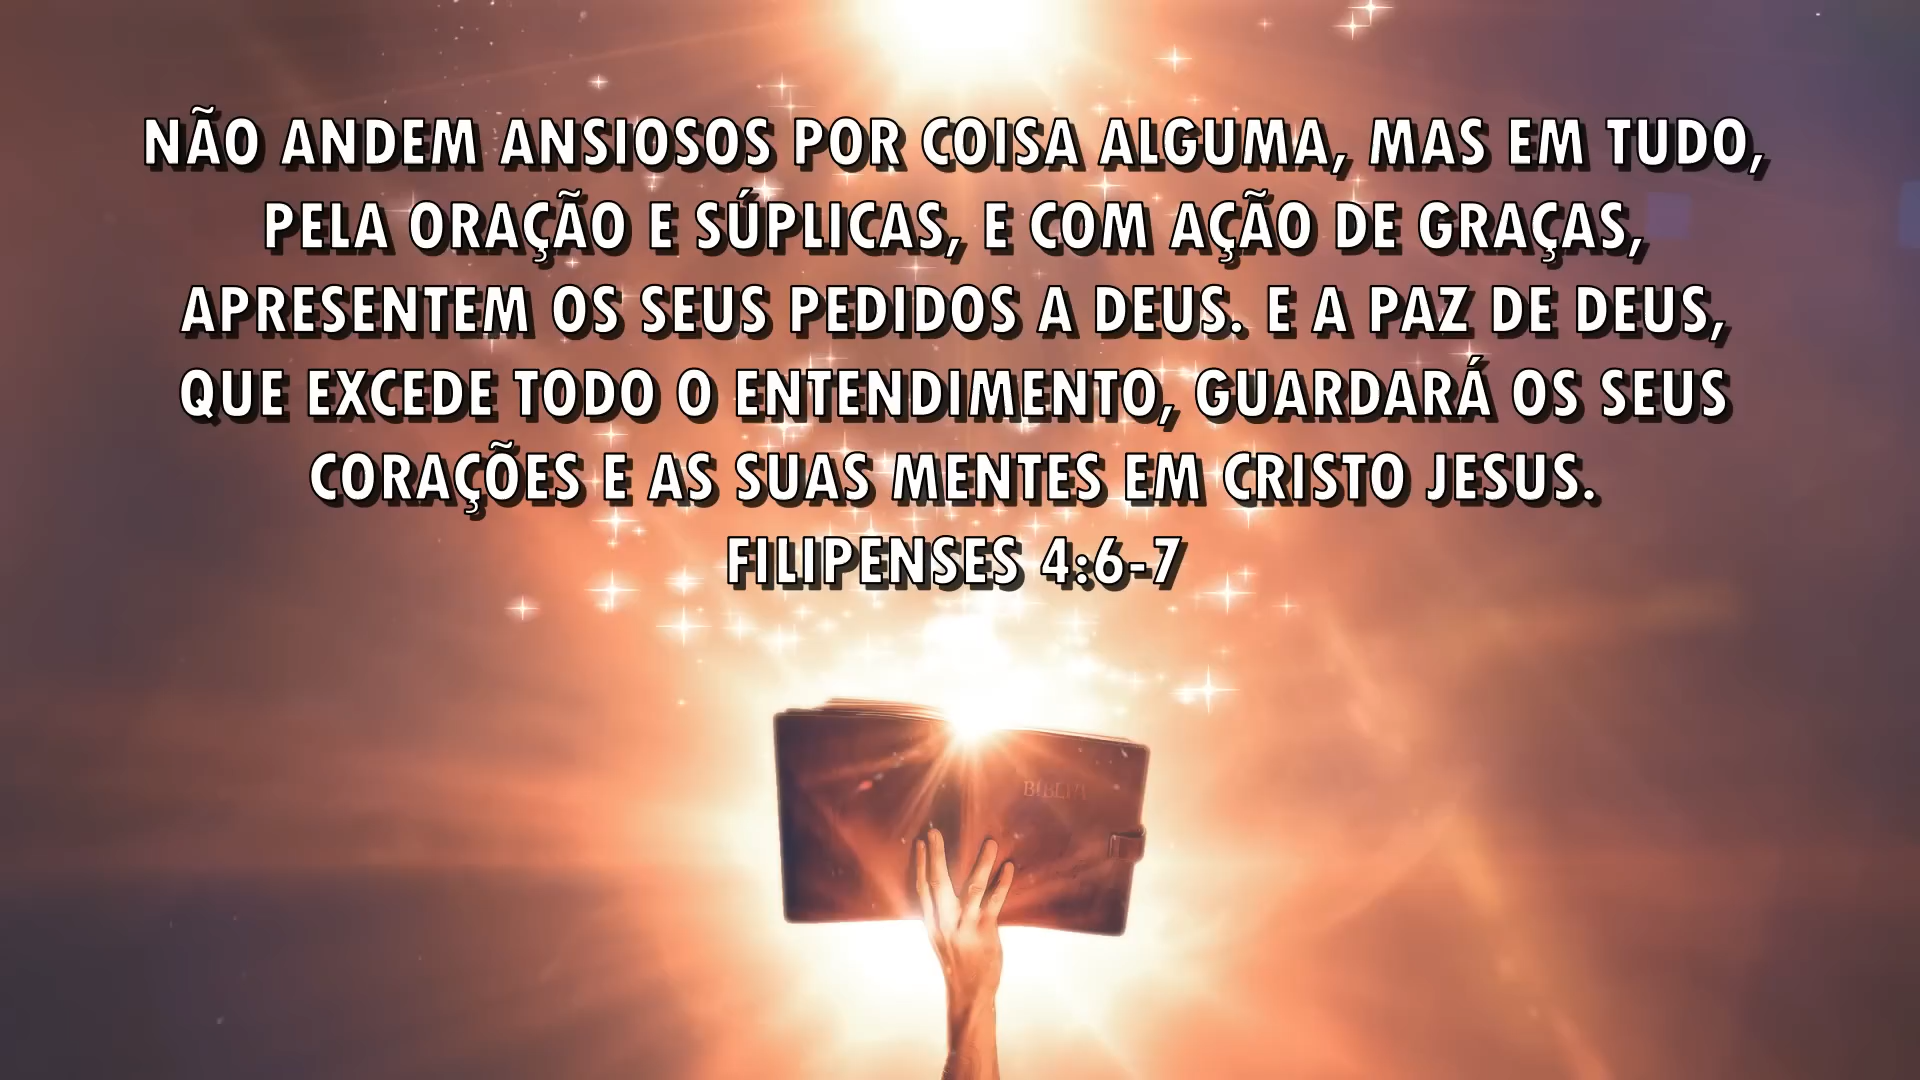 NÃO ANDEM ANSIOSOS POR COISA ALGUMA, MAS EM TUDO,
PELA ORAÇÃO E SÚPLICAS, E COM AÇÃO DE GRAÇAS,
APRESENTEM OS SEUS PEDIDOS A DEUS. E A PAZ DE DEUS,
QUE EXCEDE TODO O ENTENDIMENTO, GUARDARÁ OS SEUS
CORAÇÕES E AS SUAS MENTES EM CRISTO JESUS.
FILIPENSES 4:6-7